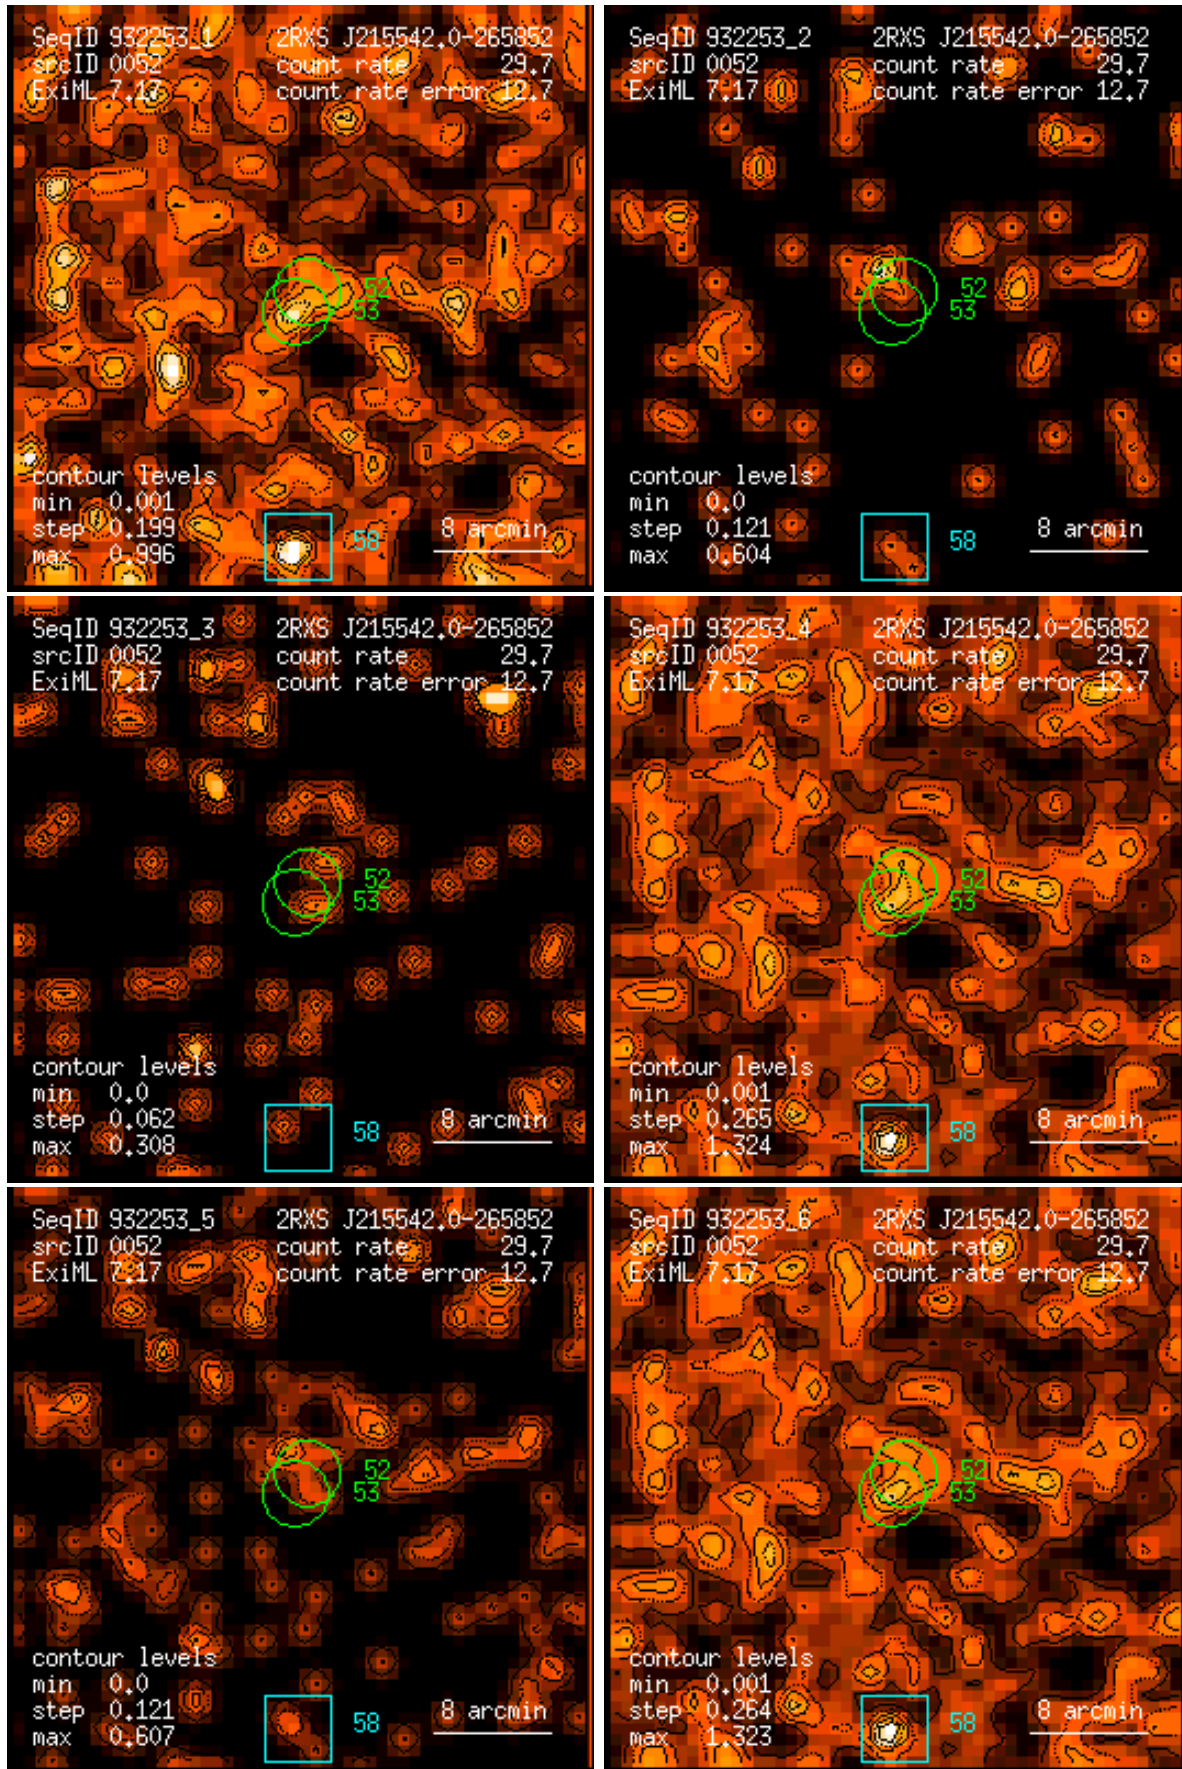 SeqID 932253_1 2RXS J215542.0-265852
srcID 0052 count rate 29.7
ExiML 7.17 count rate error 12.7
52
53
contour levels
min 0.001
step 0.199 8 arcmin
max 0.996 58
SeqID 932253_2 2RXS J215542.0-265852
srcID 0052 count rate 29.7
ExiML 7.17 count rate error 12.7
52
53
contour levels
min 0.0
step 0.121 8 arcmin
max 0.604 58
SeqID 932253_3 2RXS J215542.0-265852
srcID 0052 count rate 29.7
ExiML 7.17 count rate error 12.7
52
53
contour levels
min 0.0
step 0.062 8 arcmin
max 0.308 58
SeqID 932253_4 2RXS J215542.0-265852
srcID 0052 count rate 29.7
ExiML 7.17 count rate error 12.7
52
53
contour levels
min 0.001
step 0.265 8 arcmin
max 1.324 58
SeqID 932253_5 2RXS J215542.0-265852
srcID 0052 count rate 29.7
ExiML 7.17 count rate error 12.7
52
53
contour levels
min 0.0
step 0.121 8 arcmin
max 0.607 58
SeqID 932253_6 2RXS J215542.0-265852
srcID 0052 count rate 29.7
ExiML 7.17 count rate error 12.7
52
53
contour levels
min 0.001
step 0.264 8 arcmin
max 1.323 58